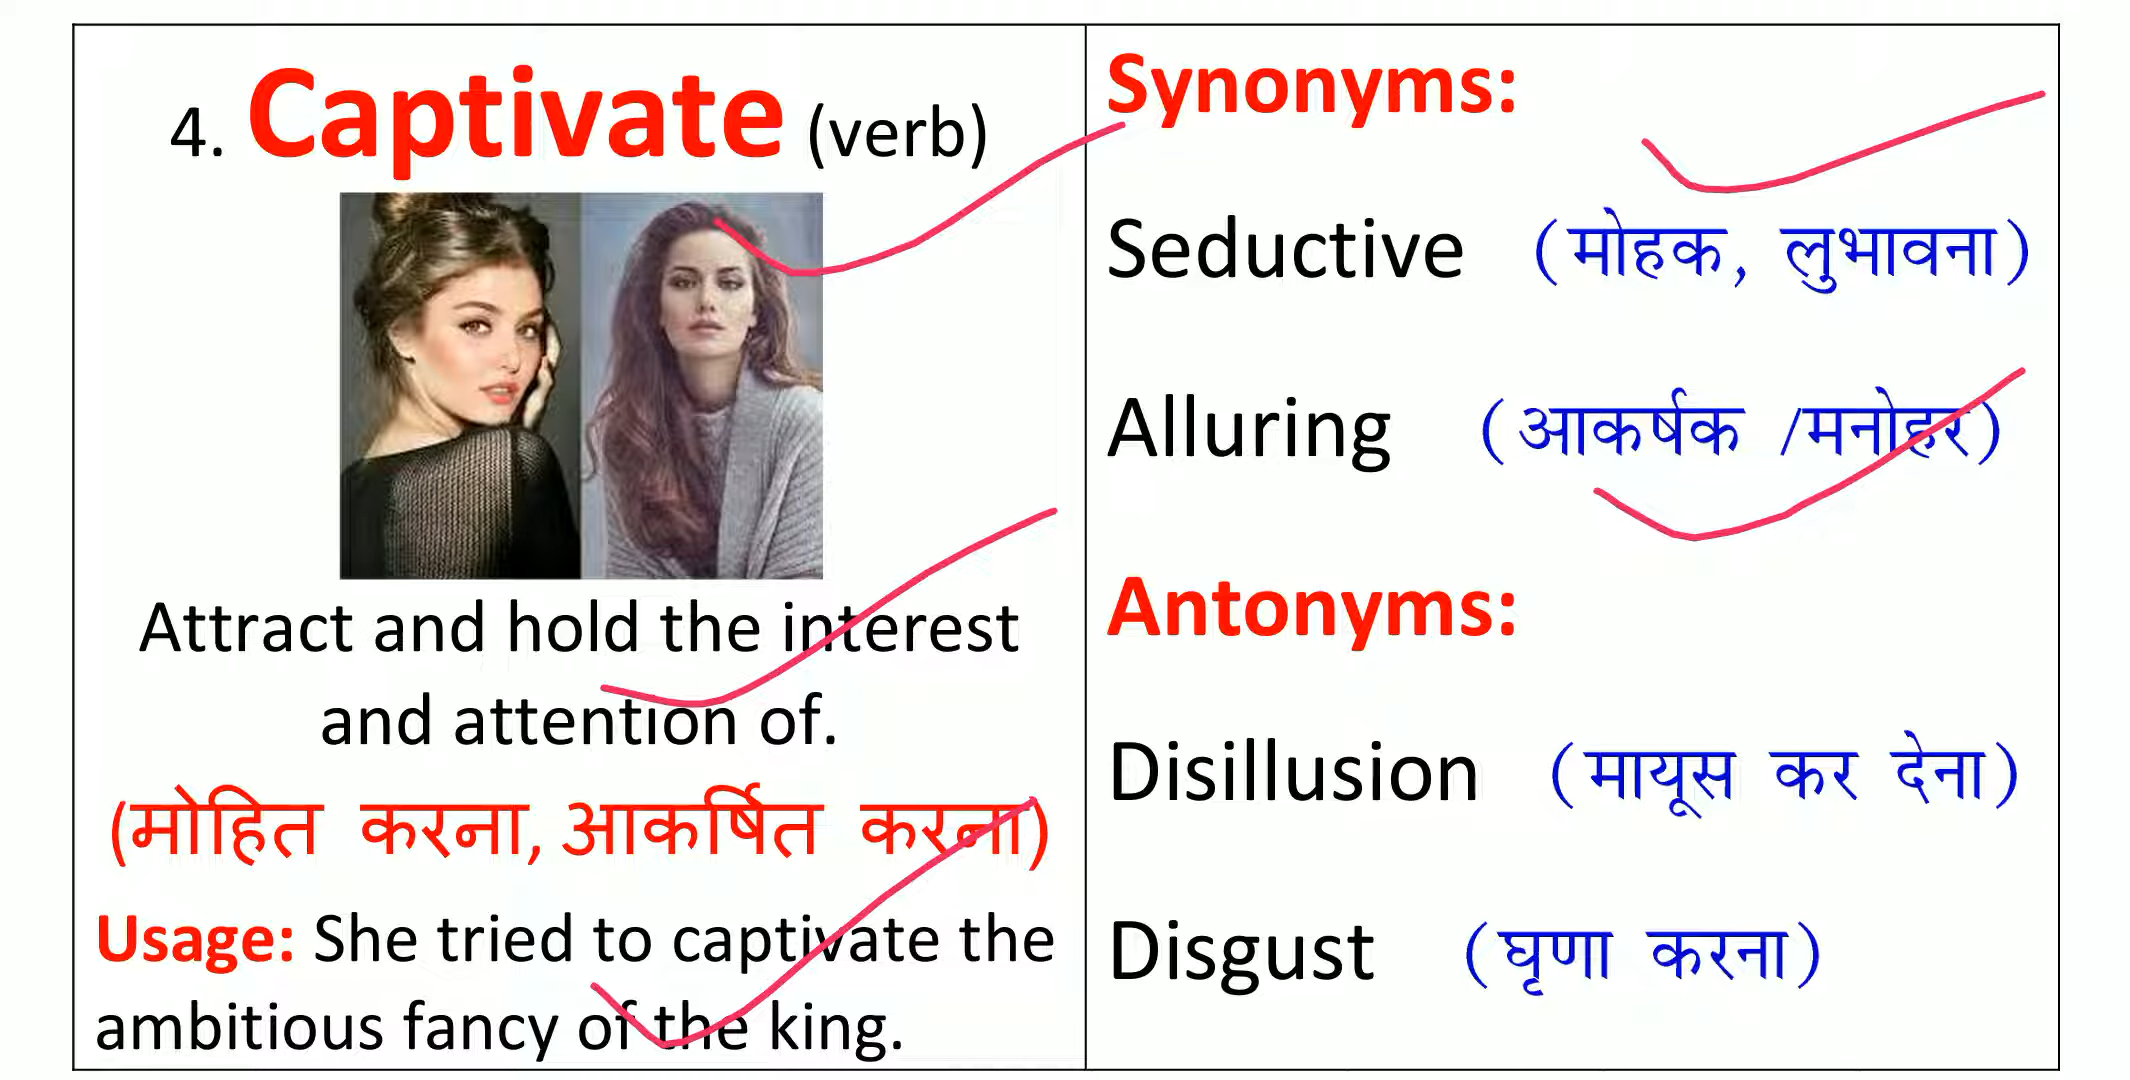 4. Captivate (verb)
Attract and hold the interest
and attention of.
(मोहित करना, आकर्षित करना)
Usage: She tried to captivate the
ambitious fancy of the king.
Synonyms:
Seductive (मोहक, लुभावना)
Alluring (आकर्षक /मनोहर)
Antonyms:
Disillusion (मायूस कर देना)
Disgust (घृणा करना)